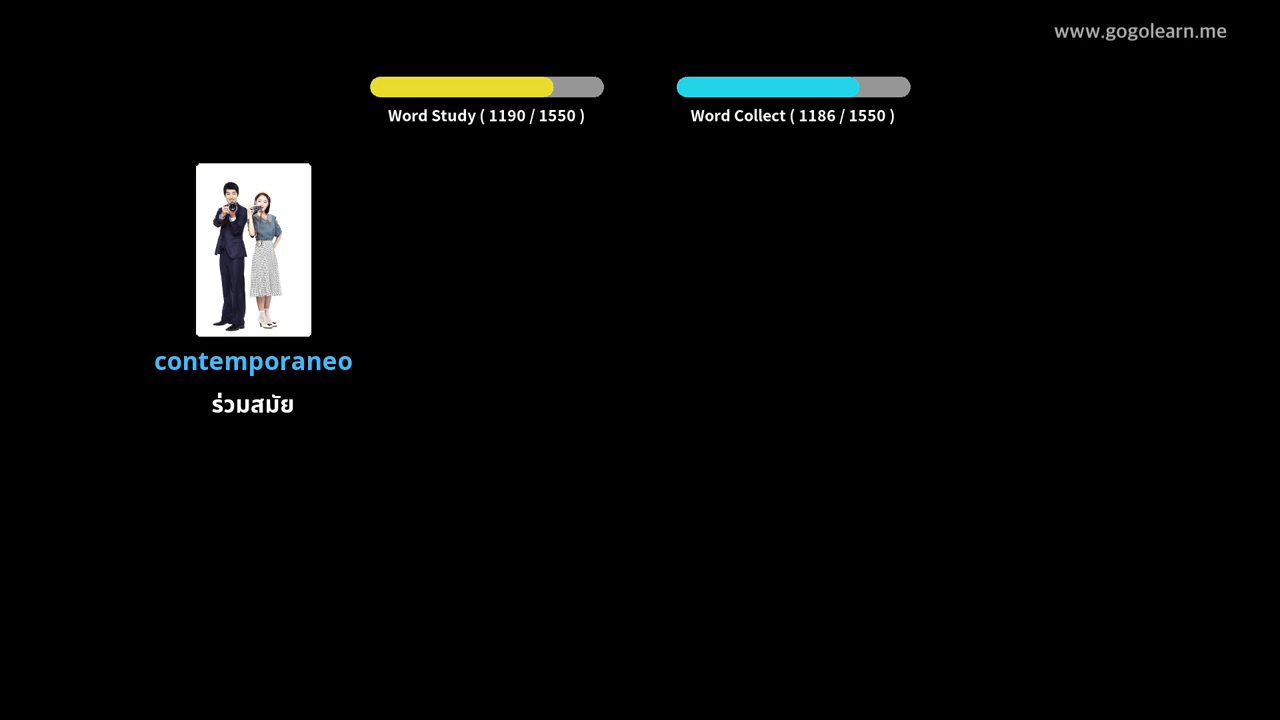 www.gogolearn.me
Word Study ( 1190 / 1550 )
Word Collect ( 1186 / 1550 )
contemporaneo
ร่วมสมัย